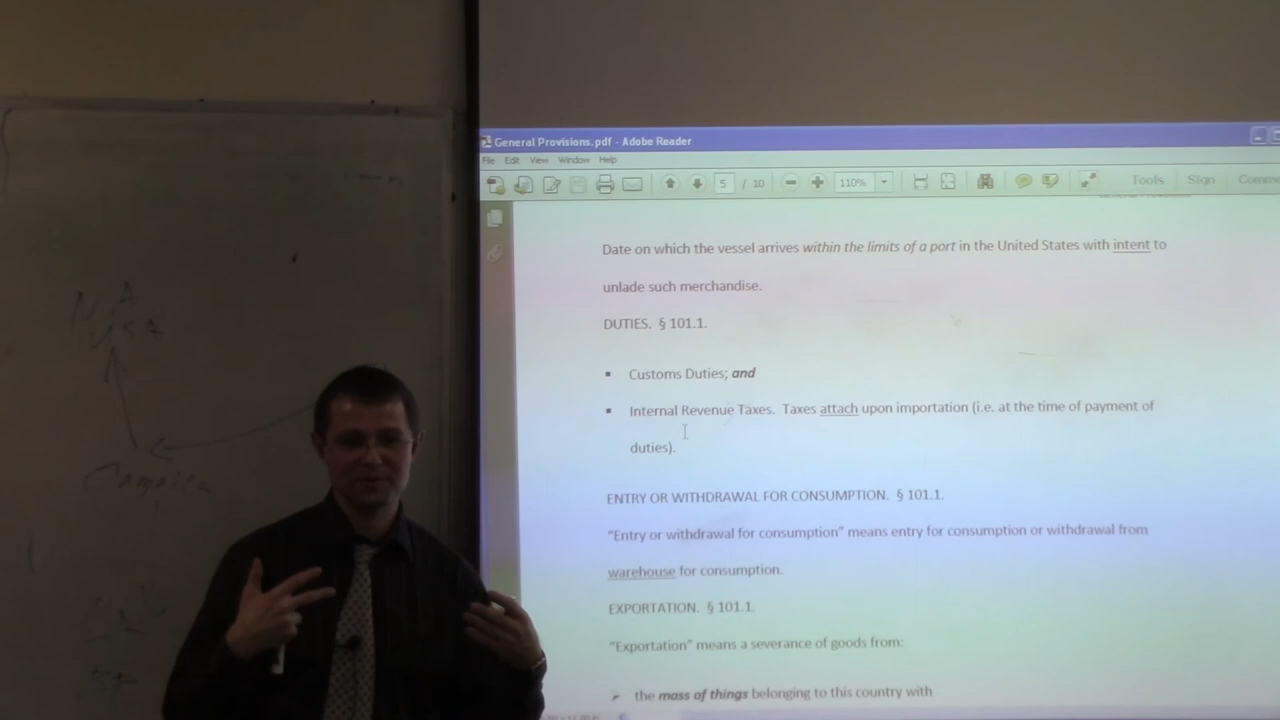 General Provisions.pdf - Adobe Reader
File Edit View Window Help
5 / 10 110% Tools Sign Comme
Date on which the vessel arrives within the limits of a port in the United States with intent to
unlade such merchandise.
DUTIES. § 101.1.
▪ Customs Duties; and
▪ Internal Revenue Taxes. Taxes attach upon importation (i.e. at the time of payment of
duties).
ENTRY OR WITHDRAWAL FOR CONSUMPTION. § 101.1.
“Entry or withdrawal for consumption” means entry for consumption or withdrawal from
warehouse for consumption.
EXPORTATION. § 101.1.
“Exportation” means a severance of goods from:
➢ the mass of things belonging to this country with
USA
Jamaica